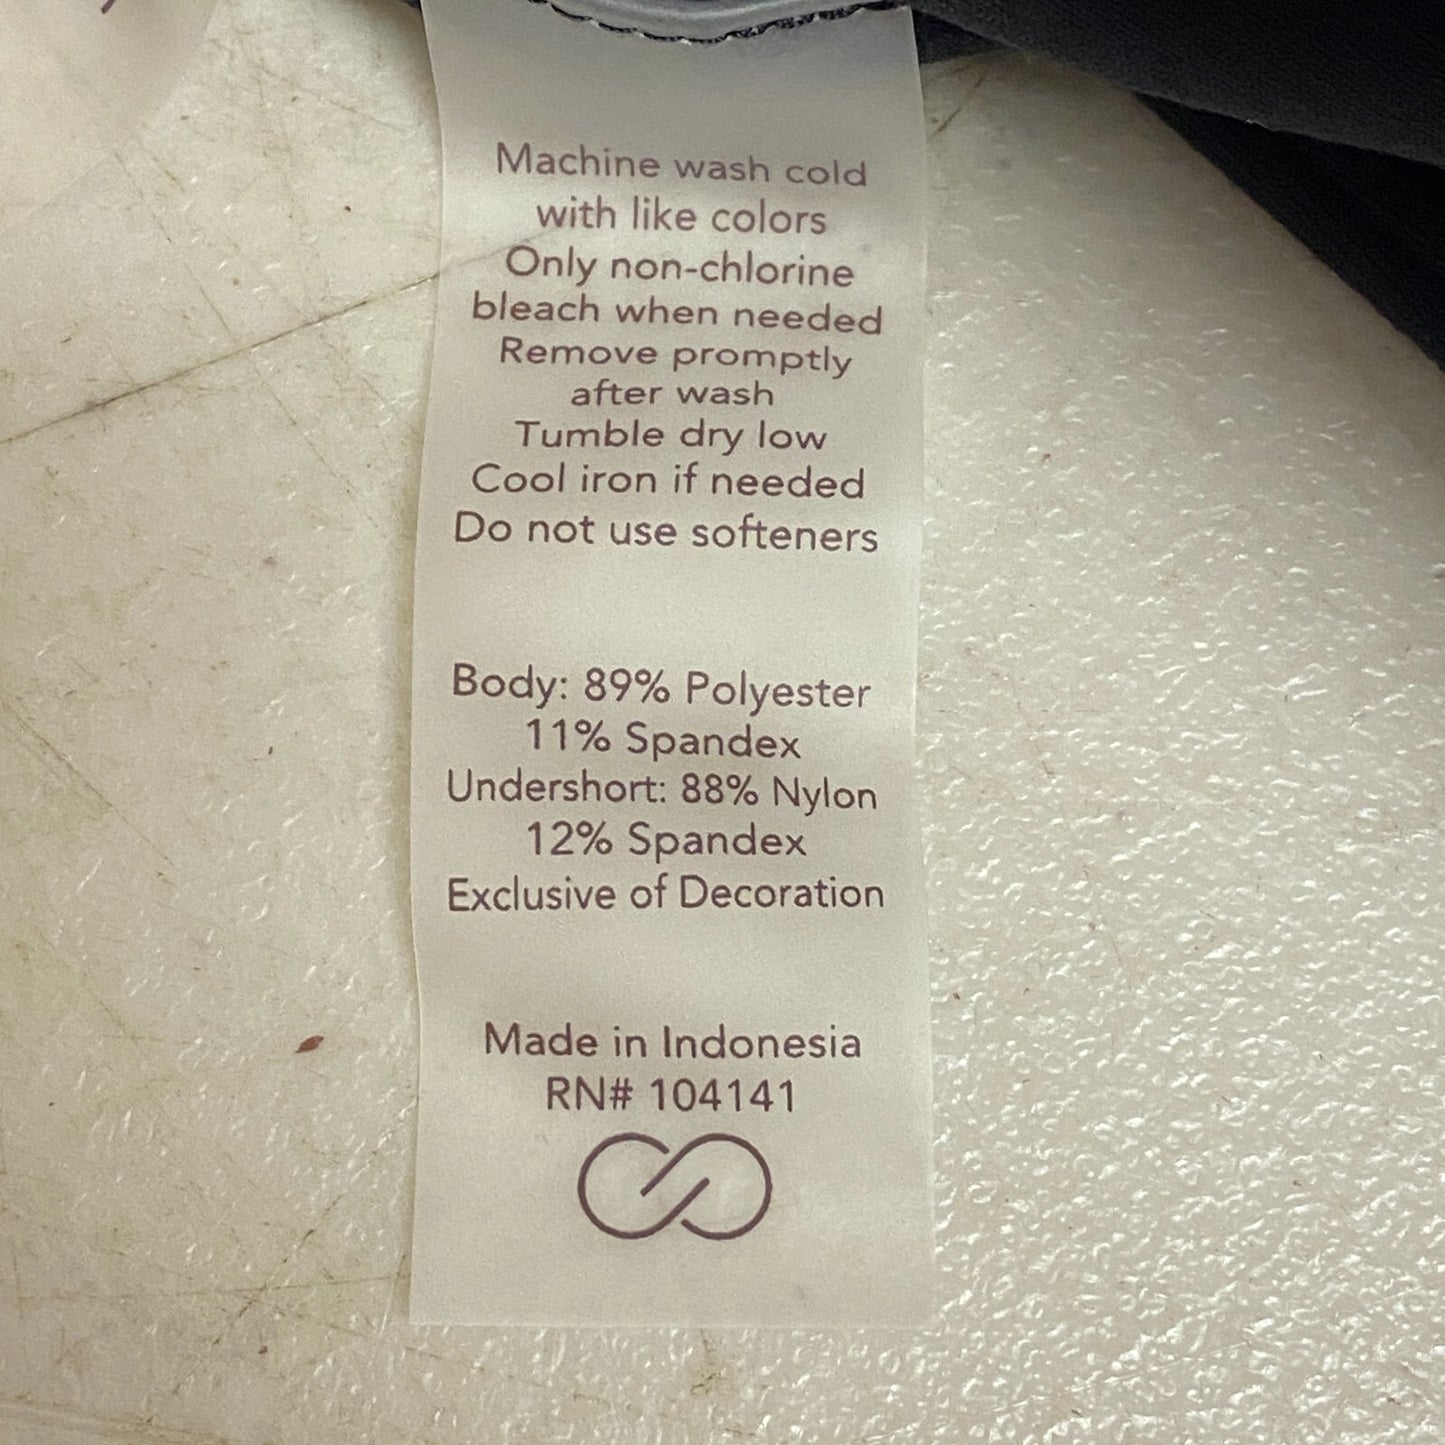 Machine wash cold
with like colors
Only non-chlorine
bleach when needed
Remove promptly
after wash
Tumble dry low
Cool iron if needed
Do not use softeners
Body: 89% Polyester
11% Spandex
Undershort: 88% Nylon
12% Spandex
Exclusive of Decoration
Made in Indonesia
RN# 104141